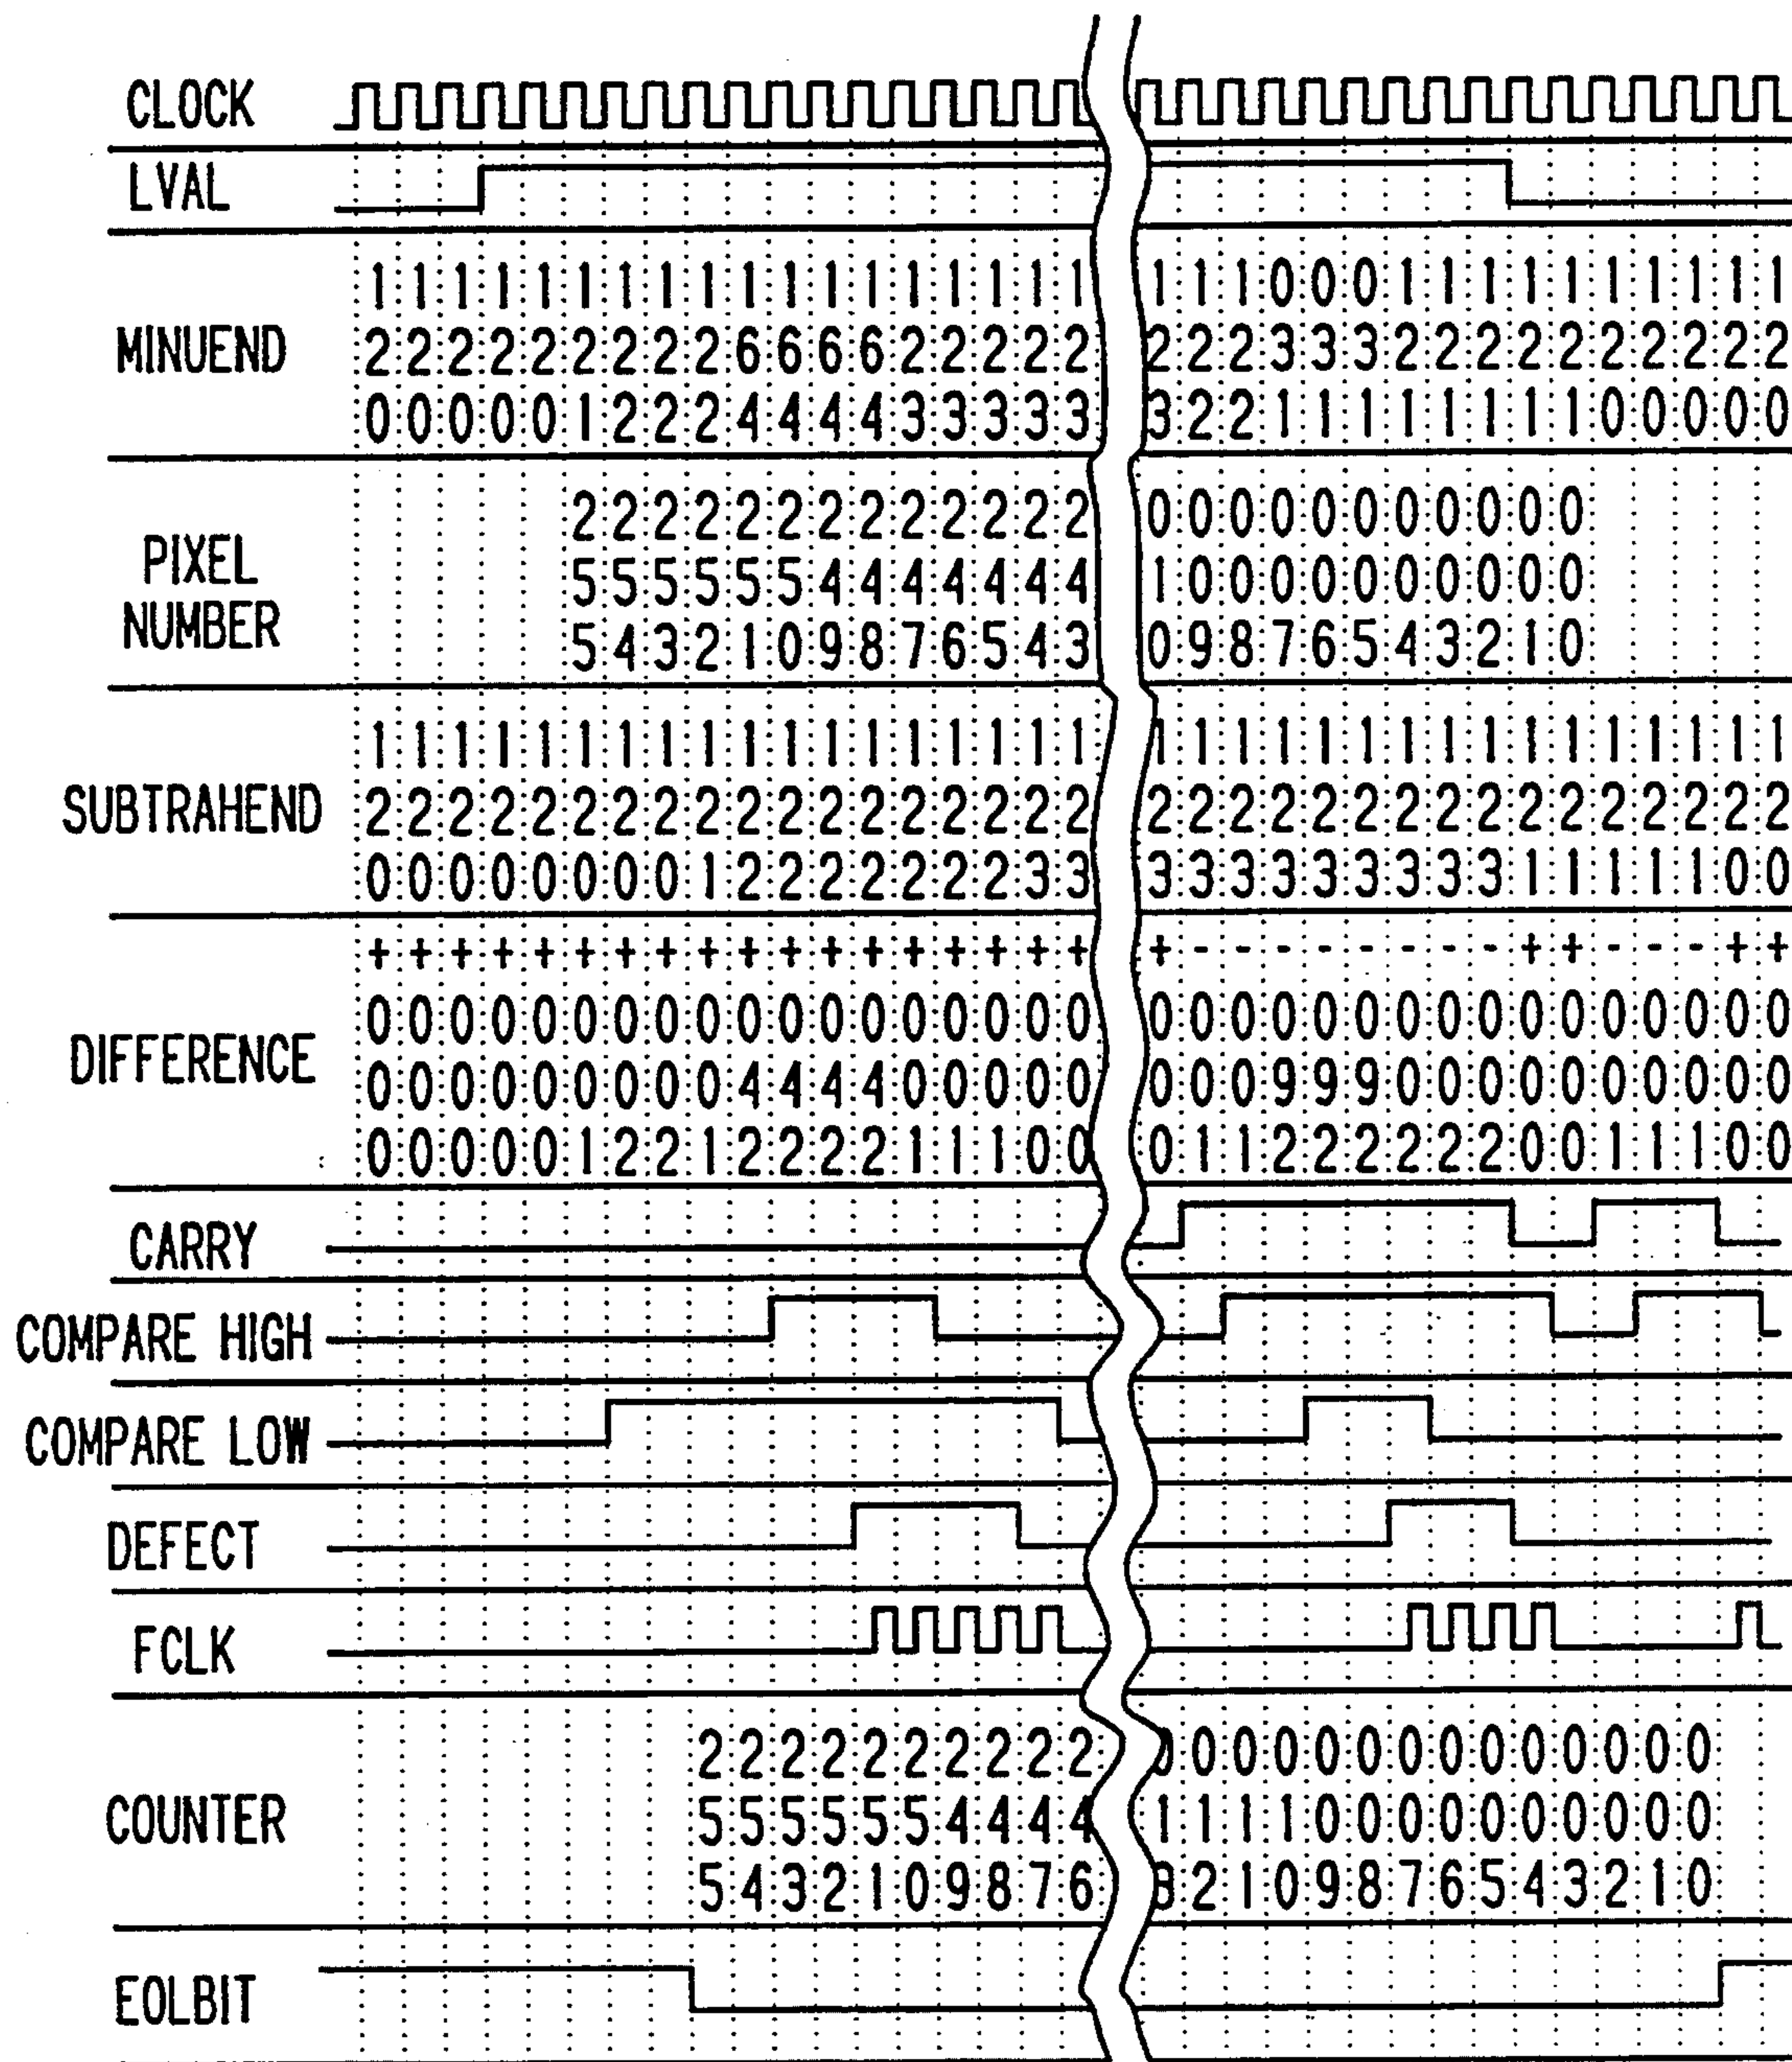 CLOCK
LVAL
MINUEND
1 1 1 1 1 1 1 1 1 1 1 1 1 1 1 1 1 1 1 1 1 0 0 0 1 1 1 1 1 1 1 1 1 1
2 2 2 2 2 2 2 2 2 6 6 6 6 2 2 2 2 2 2 2 2 3 3 3 2 2 2 2 2 2 2 2 2 2
0 0 0 0 0 1 2 2 2 4 4 4 4 3 3 3 3 3 3 2 2 1 1 1 1 1 1 1 1 0 0 0 0 0
PIXEL
NUMBER
2 2 2 2 2 2 2 2 2 2 2 2 2 0 0 0 0 0 0 0 0 0 0 0
5 5 5 5 5 5 4 4 4 4 4 4 4 1 0 0 0 0 0 0 0 0 0 0
5 4 3 2 1 0 9 8 7 6 5 4 3 0 9 8 7 6 5 4 3 2 1 0
SUBTRAHEND
1 1 1 1 1 1 1 1 1 1 1 1 1 1 1 1 1 1 1 1 1 1 1 1 1 1 1 1 1 1 1 1 1 1
2 2 2 2 2 2 2 2 2 2 2 2 2 2 2 2 2 2 2 2 2 2 2 2 2 2 2 2 2 2 2 2 2 2
0 0 0 0 0 0 0 0 1 2 2 2 2 2 2 2 3 3 3 3 3 3 3 3 3 3 3 1 1 1 1 1 0 0
DIFFERENCE
+ + + + + + + + + + + + + + + + + + + - - - - - - - - + + - - - + +
0 0 0 0 0 0 0 0 0 0 0 0 0 0 0 0 0 0 0 0 0 0 0 0 0 0 0 0 0 0 0 0 0 0
0 0 0 0 0 0 0 0 0 4 4 4 4 0 0 0 0 0 0 0 0 9 9 9 0 0 0 0 0 0 0 0 0 0
0 0 0 0 0 1 2 2 1 2 2 2 2 1 1 1 0 0 0 1 1 2 2 2 2 2 2 0 0 1 1 1 0 0
CARRY
COMPARE HIGH
COMPARE LOW
DEFECT
FCLK
COUNTER
2 2 2 2 2 2 2 2 2 2 0 0 0 0 0 0 0 0 0 0 0 0 0 0
5 5 5 5 5 5 4 4 4 4 1 1 1 1 0 0 0 0 0 0 0 0 0 0
5 4 3 2 1 0 9 8 7 6 3 2 1 0 9 8 7 6 5 4 3 2 1 0
EOLBIT